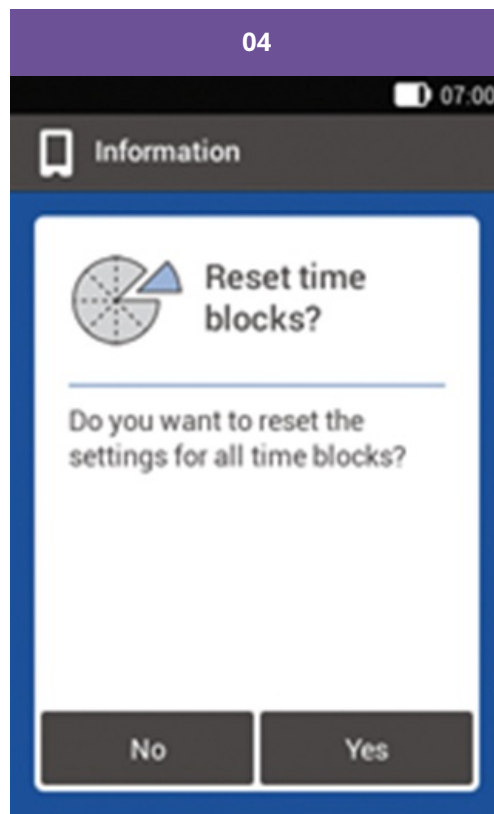 04
07:00
Information
Reset time
blocks?
Do you want to reset the
settings for all time blocks?
No
Yes